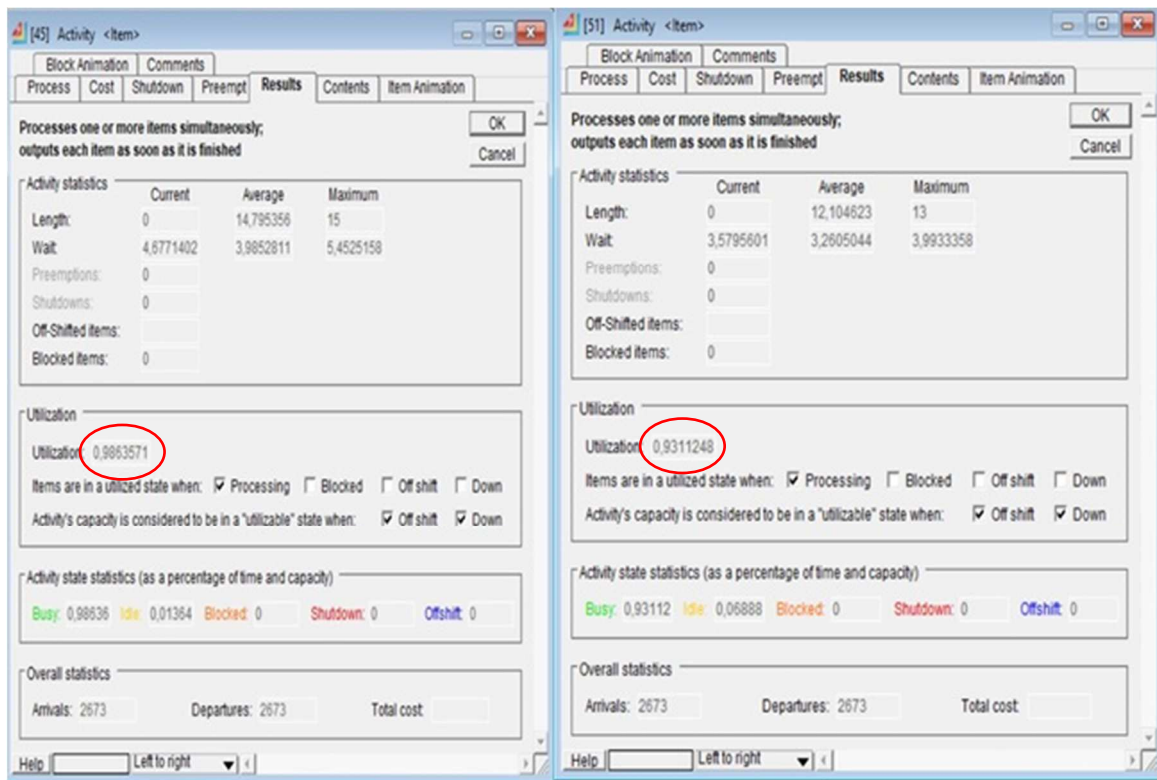 [45] Activity <Item>
Block Animation Comments
Process Cost Shutdown Preempt Results Contents Item Animation
Processes one or more items simultaneously;
outputs each item as soon as it is finished
OK
Cancel
Activity statistics
Current Average Maximum
Length: 0 14,795356 15
Wait: 4,6771402 3,9852811 5,4525158
Preemptions: 0
Shutdowns: 0
Off-Shifted items:
Blocked items: 0
Utilization
Utilization: 0,9863571
Items are in a utilized state when: Processing Blocked Off shift Down
Activity's capacity is considered to be in a "utilizable" state when: Off shift Down
Activity state statistics (as a percentage of time and capacity)
Busy: 0,98636 Idle: 0,01364 Blocked: 0 Shutdown: 0 Offshift: 0
Overall statistics
Arrivals: 2673 Departures: 2673 Total cost:
Help Left to right
[51] Activity <Item>
Block Animation Comments
Process Cost Shutdown Preempt Results Contents Item Animation
Processes one or more items simultaneously;
outputs each item as soon as it is finished
OK
Cancel
Activity statistics
Current Average Maximum
Length: 0 12,104623 13
Wait: 3,5795601 3,2605044 3,9933358
Preemptions: 0
Shutdowns: 0
Off-Shifted items:
Blocked items: 0
Utilization
Utilization: 0,9311248
Items are in a utilized state when: Processing Blocked Off shift Down
Activity's capacity is considered to be in a "utilizable" state when: Off shift Down
Activity state statistics (as a percentage of time and capacity)
Busy: 0,93112 Idle: 0,06888 Blocked: 0 Shutdown: 0 Offshift: 0
Overall statistics
Arrivals: 2673 Departures: 2673 Total cost:
Help Left to right